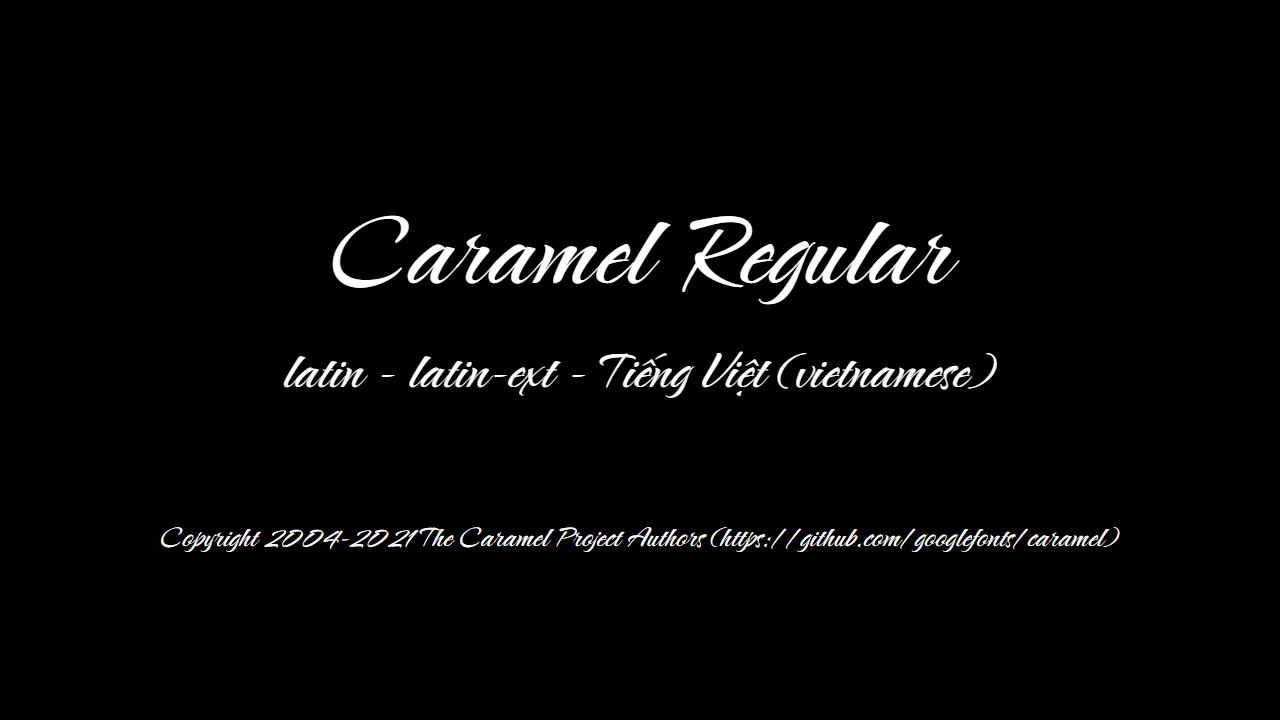 Caramel Regular
latin - latin-ext - Tiếng Việt (vietnamese)
Copyright 2004-2021 The Caramel Project Authors (https://github.com/googlefonts/caramel)